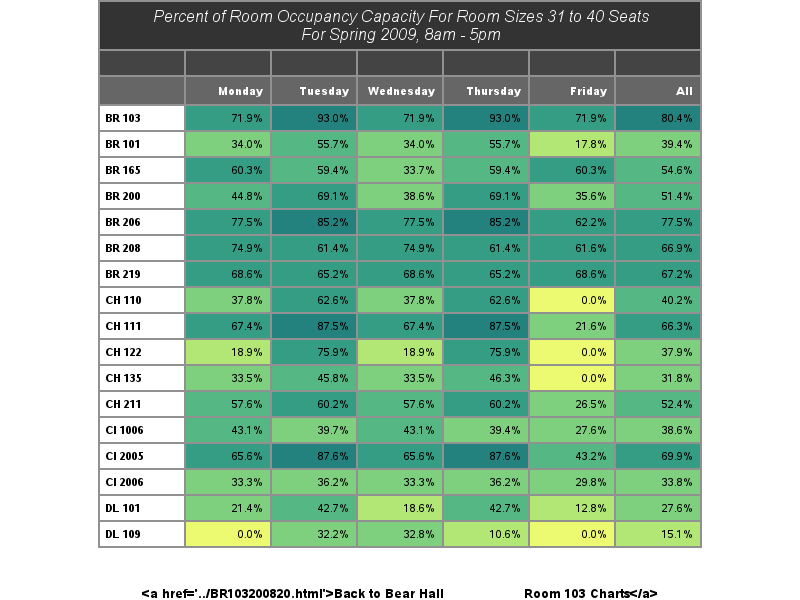 Percent of Room Occupancy Capacity For Room Sizes 31 to 40 Seats
For Spring 2009, 8am - 5pm
Monday Tuesday Wednesday Thursday Friday All
BR 103 71.9% 93.0% 71.9% 93.0% 71.9% 80.4%
BR 101 34.0% 55.7% 34.0% 55.7% 17.8% 39.4%
BR 165 60.3% 59.4% 33.7% 59.4% 60.3% 54.6%
BR 200 44.8% 69.1% 38.6% 69.1% 35.6% 51.4%
BR 206 77.5% 85.2% 77.5% 85.2% 62.2% 77.5%
BR 208 74.9% 61.4% 74.9% 61.4% 61.6% 66.9%
BR 219 68.6% 65.2% 68.6% 65.2% 68.6% 67.2%
CH 110 37.8% 62.6% 37.8% 62.6% 0.0% 40.2%
CH 111 67.4% 87.5% 67.4% 87.5% 21.6% 66.3%
CH 122 18.9% 75.9% 18.9% 75.9% 0.0% 37.9%
CH 135 33.5% 45.8% 33.5% 46.3% 0.0% 31.8%
CH 211 57.6% 60.2% 57.6% 60.2% 26.5% 52.4%
CI 1006 43.1% 39.7% 43.1% 39.4% 27.6% 38.6%
CI 2005 65.6% 87.6% 65.6% 87.6% 43.2% 69.9%
CI 2006 33.3% 36.2% 33.3% 36.2% 29.8% 33.8%
DL 101 21.4% 42.7% 18.6% 42.7% 12.8% 27.6%
DL 109 0.0% 32.2% 32.8% 10.6% 0.0% 15.1%
<a href='../BR103200820.html'>Back to Bear Hall Room 103 Charts</a>